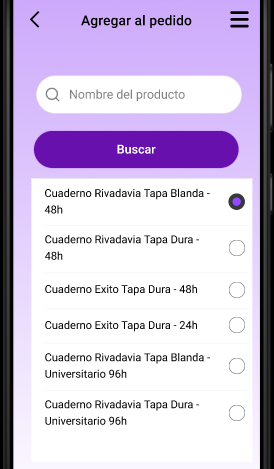 Agregar al pedido
Nombre del producto
Buscar
Cuaderno Rivadavia Tapa Blanda -
48h
Cuaderno Rivadavia Tapa Dura -
48h
Cuaderno Exito Tapa Dura - 48h
Cuaderno Exito Tapa Dura - 24h
Cuaderno Rivadavia Tapa Blanda -
Universitario 96h
Cuaderno Rivadavia Tapa Dura -
Universitario 96h